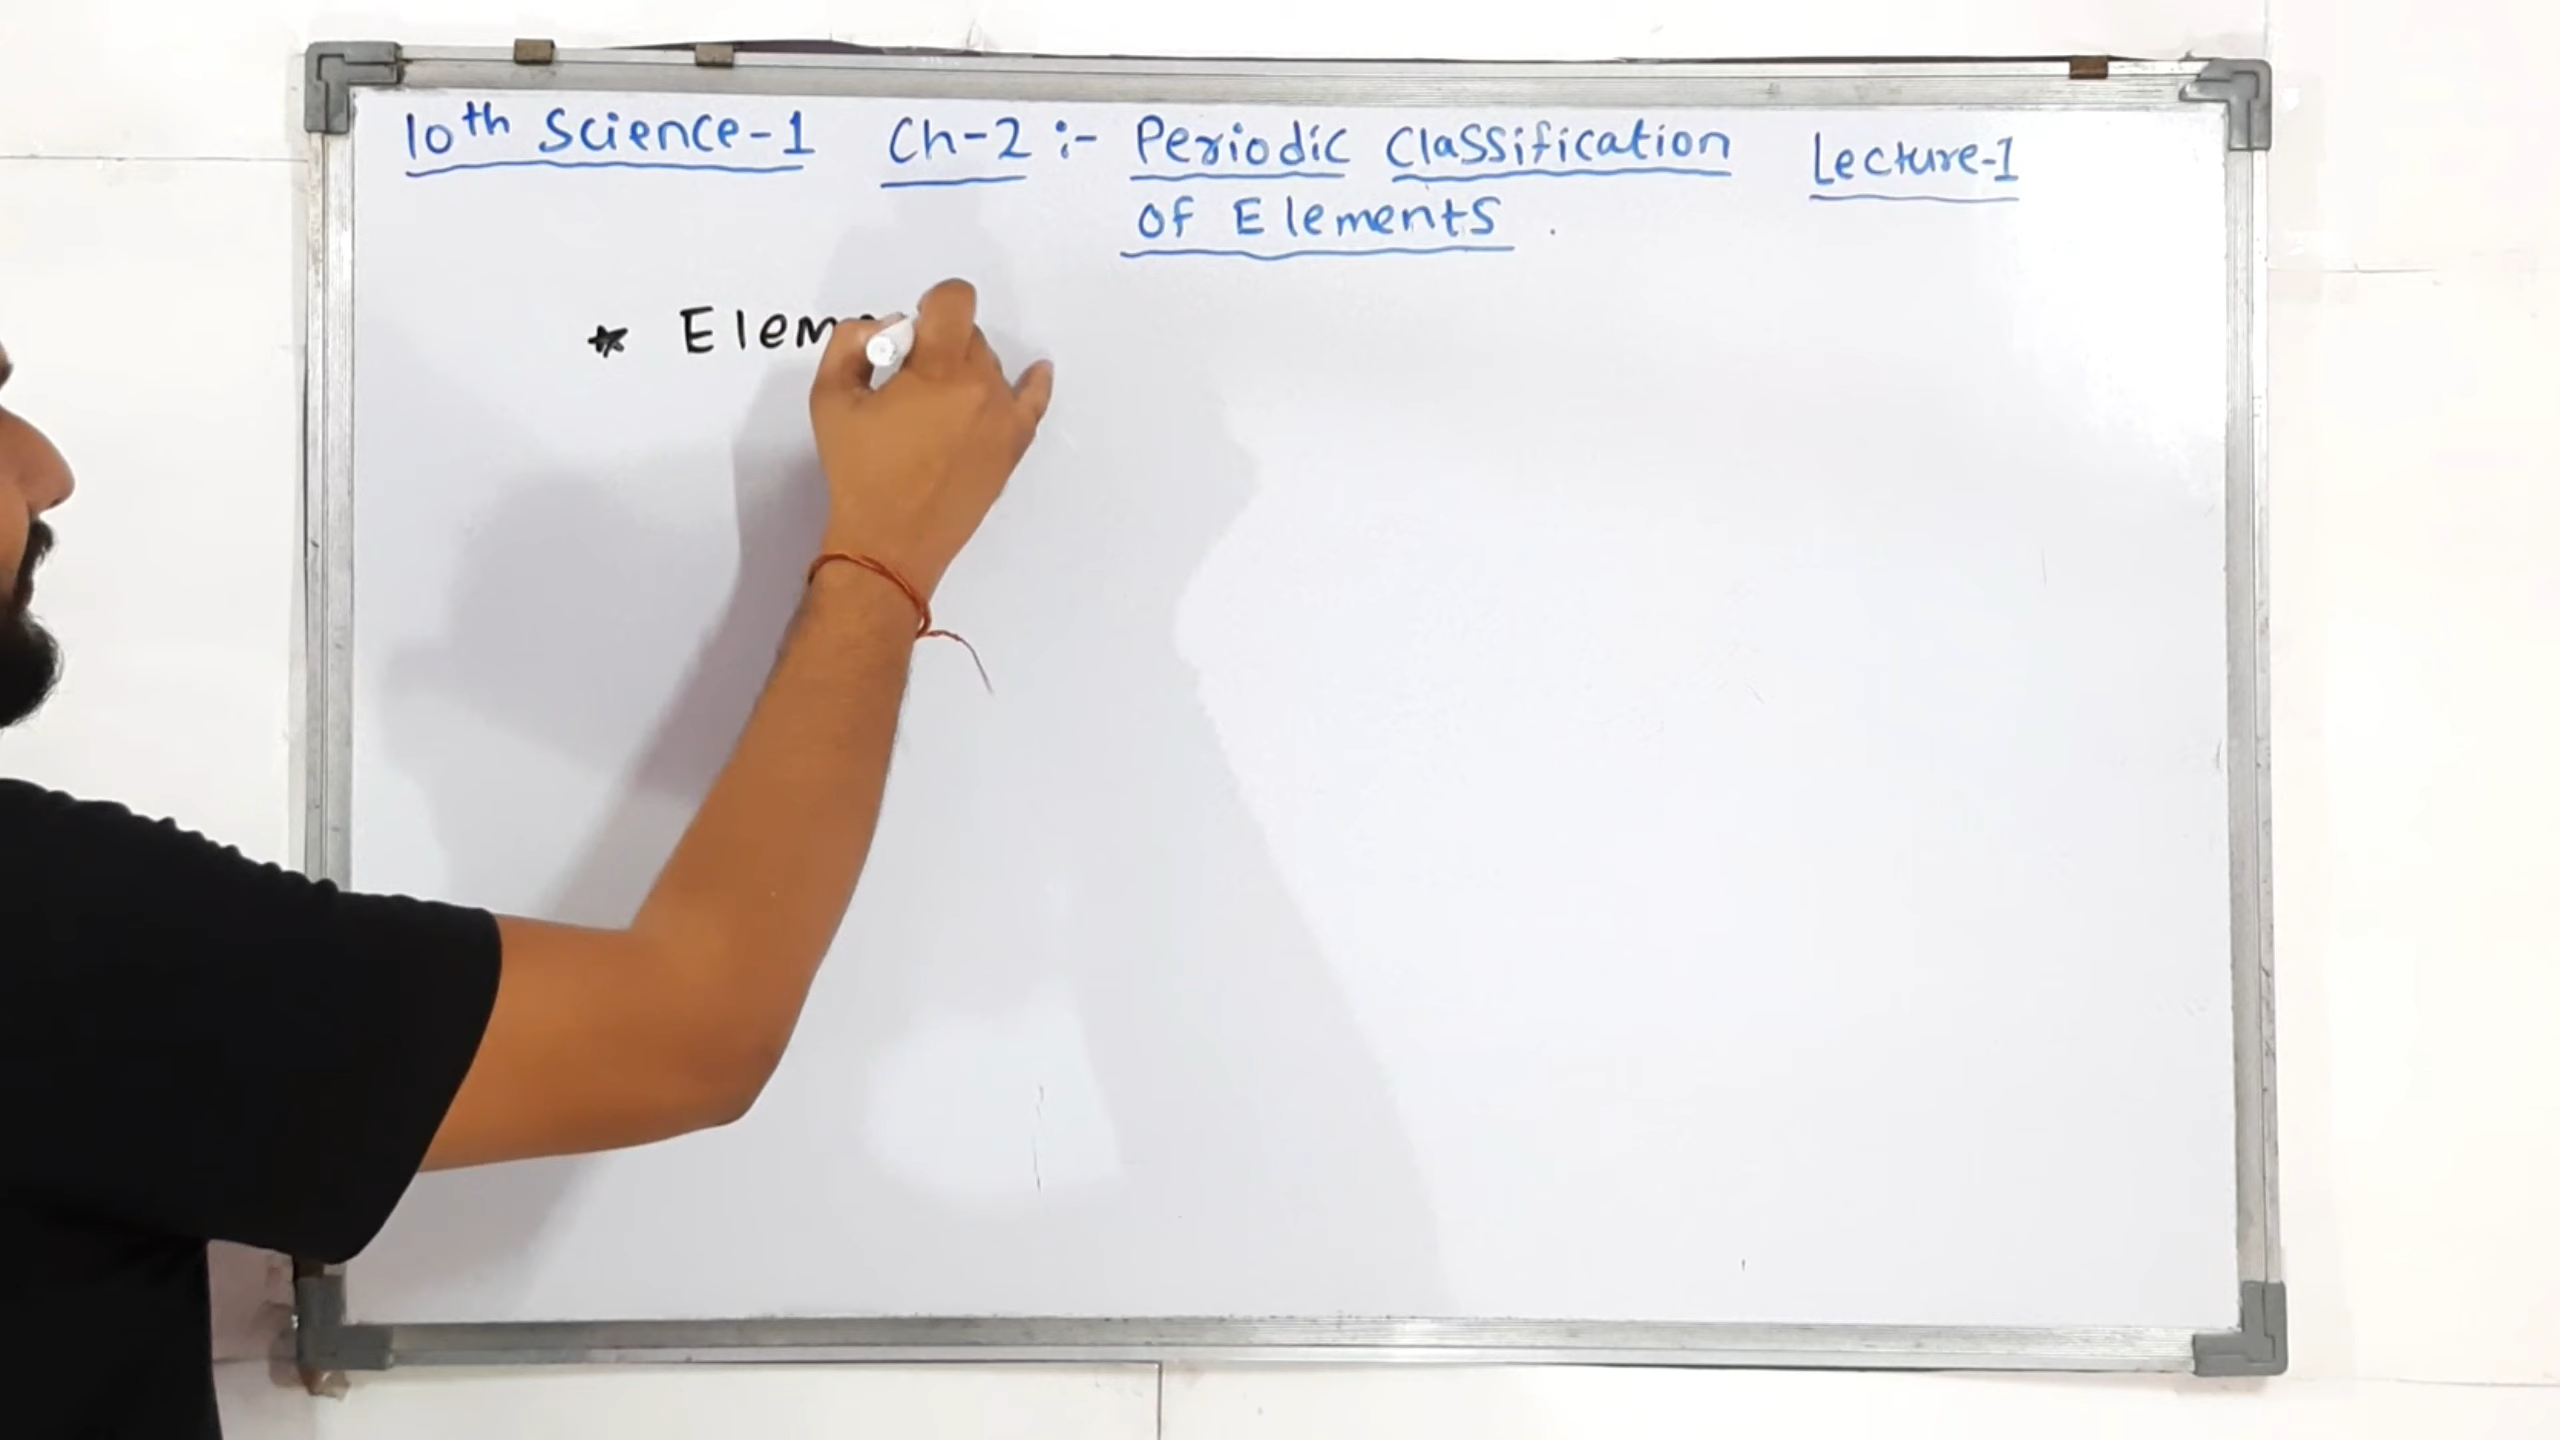 10th Science-1 Ch-2 :- Periodic Classification Lecture-1
of Elements .
* Elem